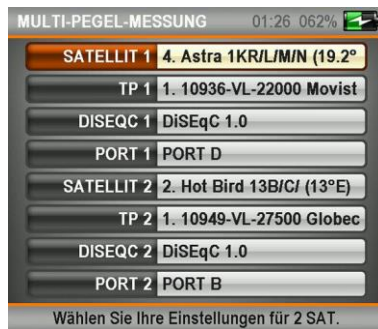 MULTI-PEGEL-MESSUNG 01:26 062%
SATELLIT 1 4. Astra 1KR/L/M/N (19.2°
TP 1 1. 10936-VL-22000 Movist
DISEQC 1 DiSEqC 1.0
PORT 1 PORT D
SATELLIT 2 2. Hot Bird 13B/C/ (13°E)
TP 2 1. 10949-VL-27500 Globec
DISEQC 2 DiSEqC 1.0
PORT 2 PORT B
Wählen Sie Ihre Einstellungen für 2 SAT.